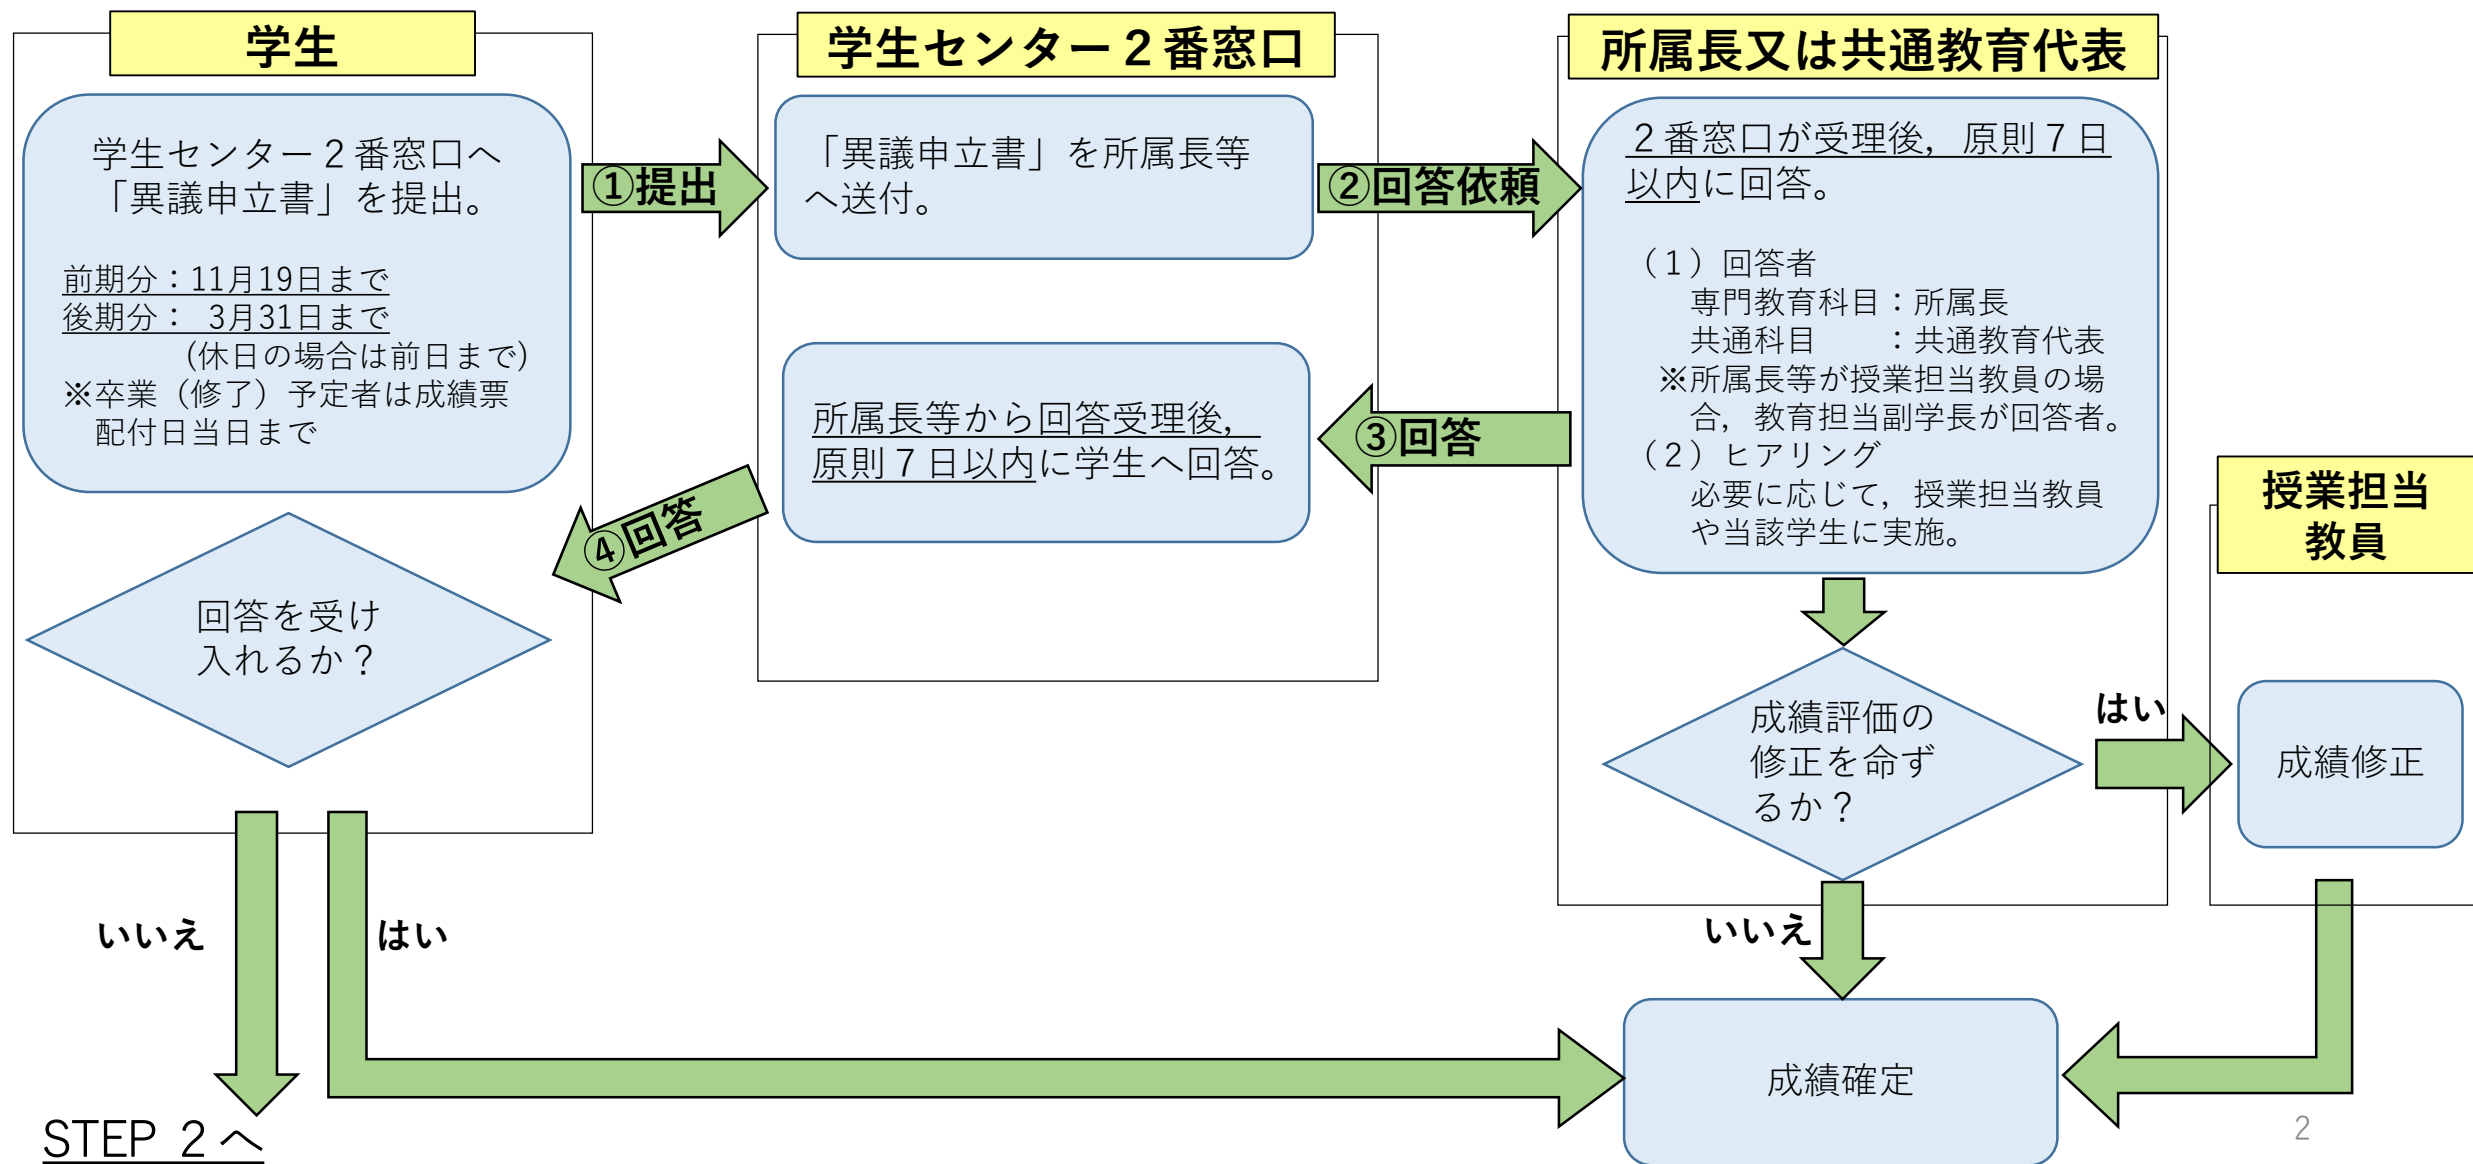 学生
学生センター２番窓口へ
「異議申立書」を提出。
前期分：11月19日まで
後期分： 3月31日まで
(休日の場合は前日まで)
※卒業（修了）予定者は成績票
配付日当日まで
回答を受け
入れるか？
いいえ
はい
STEP ２へ
①提出
学生センター２番窓口
「異議申立書」を所属長等
へ送付。
②回答依頼
所属長等から回答受理後，
原則７日以内に学生へ回答。
③回答
④回答
所属長又は共通教育代表
２番窓口が受理後，原則７日
以内に回答。
（１）回答者
専門教育科目：所属長
共通科目　　：共通教育代表
※所属長等が授業担当教員の場
合，教育担当副学長が回答者。
（２）ヒアリング
必要に応じて，授業担当教員
や当該学生に実施。
成績評価の
修正を命ず
るか？
はい
いいえ
授業担当
教員
成績修正
成績確定
2